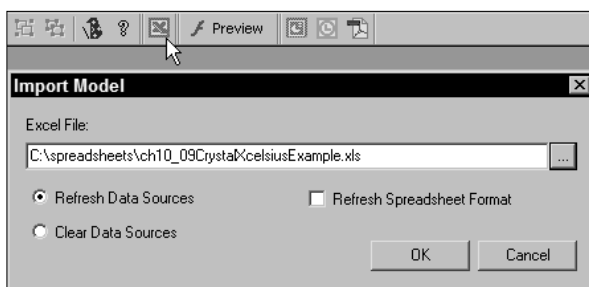 Preview
Import Model
Excel File:
C:\spreadsheets\ch10_09CrystalXcelsiusExample.xls
...
Refresh Data Sources
Refresh Spreadsheet Format
Clear Data Sources
OK
Cancel